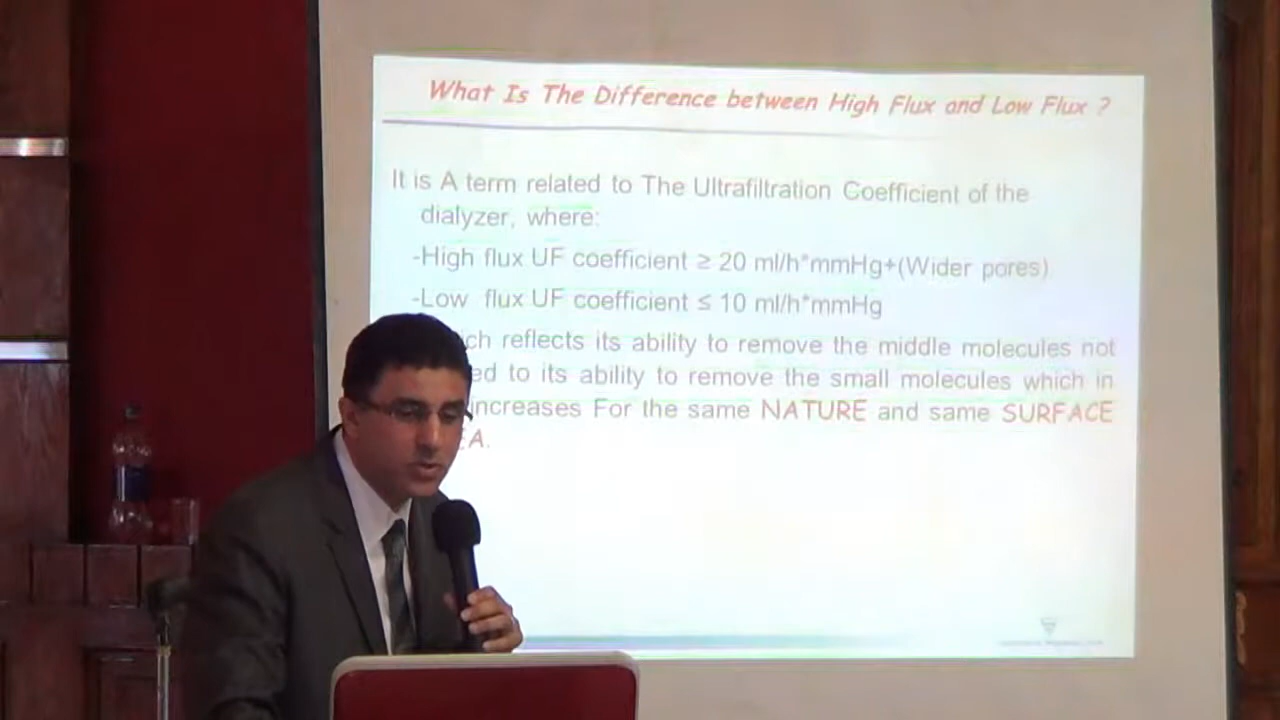 What Is The Difference between High Flux and Low Flux ?
It is A term related to The Ultrafiltration Coefficient of the
dialyzer, where:
-High flux UF coefficient ≥ 20 ml/h*mmHg+(Wider pores)
-Low flux UF coefficient ≤ 10 ml/h*mmHg
ch reflects its ability to remove the middle molecules not
ed to its ability to remove the small molecules which in
increases For the same NATURE and same SURFACE
EA.